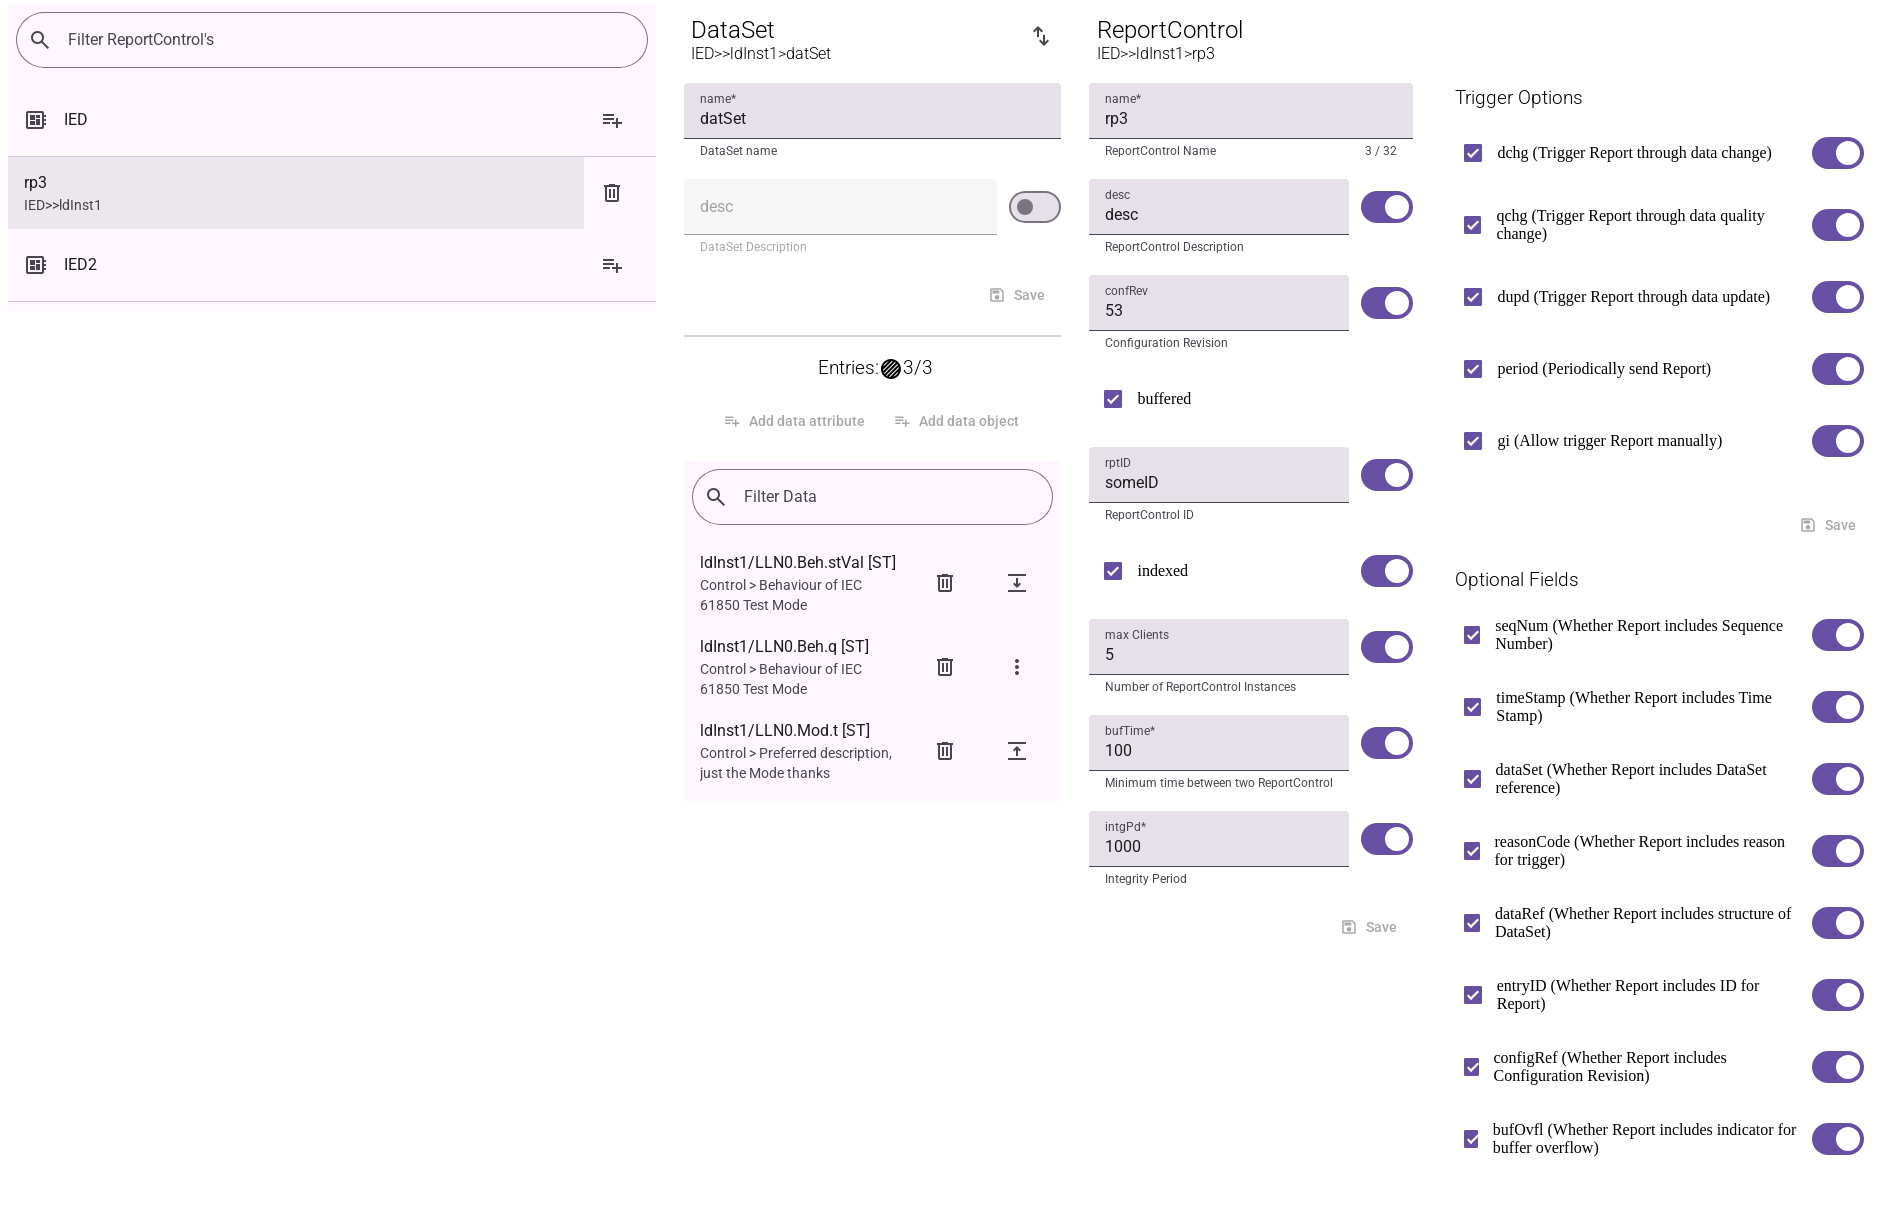 Filter ReportControl's
IED
rp3
IED>>ldInst1
IED2
DataSet
IED>>ldInst1>datSet
name*
datSet
DataSet name
desc
DataSet Description
Save
Entries: 3/3
Add data attribute
Add data object
Filter Data
ldInst1/LLN0.Beh.stVal [ST]
Control > Behaviour of IEC
61850 Test Mode
ldInst1/LLN0.Beh.q [ST]
Control > Behaviour of IEC
61850 Test Mode
ldInst1/LLN0.Mod.t [ST]
Control > Preferred description,
just the Mode thanks
ReportControl
IED>>ldInst1>rp3
name*
rp3
ReportControl Name
3 / 32
desc
desc
ReportControl Description
confRev
53
Configuration Revision
buffered
rptID
someID
ReportControl ID
indexed
max Clients
5
Number of ReportControl Instances
bufTime*
100
Minimum time between two ReportControl
intgPd*
1000
Integrity Period
Save
Trigger Options
dchg (Trigger Report through data change)
qchg (Trigger Report through data quality
change)
dupd (Trigger Report through data update)
period (Periodically send Report)
gi (Allow trigger Report manually)
Save
Optional Fields
seqNum (Whether Report includes Sequence
Number)
timeStamp (Whether Report includes Time
Stamp)
dataSet (Whether Report includes DataSet
reference)
reasonCode (Whether Report includes reason
for trigger)
dataRef (Whether Report includes structure of
DataSet)
entryID (Whether Report includes ID for
Report)
configRef (Whether Report includes
Configuration Revision)
bufOvfl (Whether Report includes indicator for
buffer overflow)